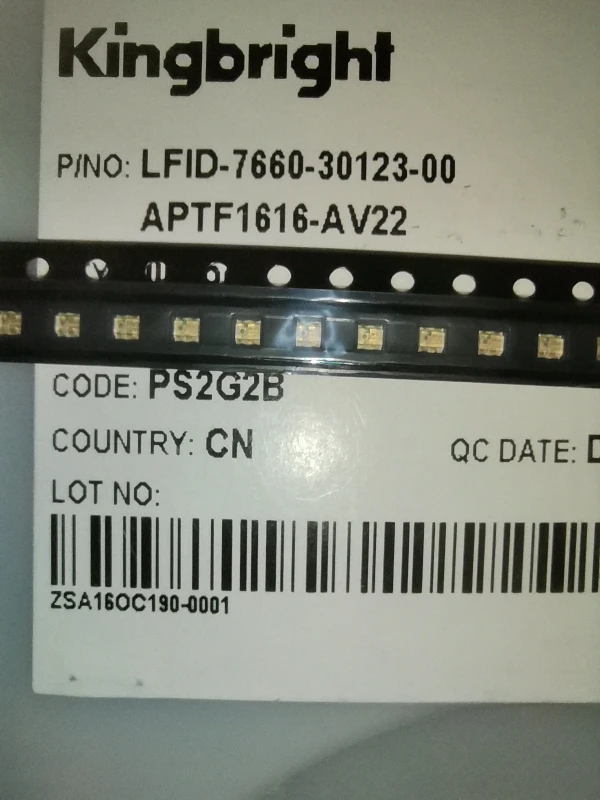 Kingbright
P/NO: LFID-7660-30123-00
APTF1616-AV22
CODE: PS2G2B
COUNTRY: CN
QC DATE:
LOT NO:
ZSA16OC190-0001